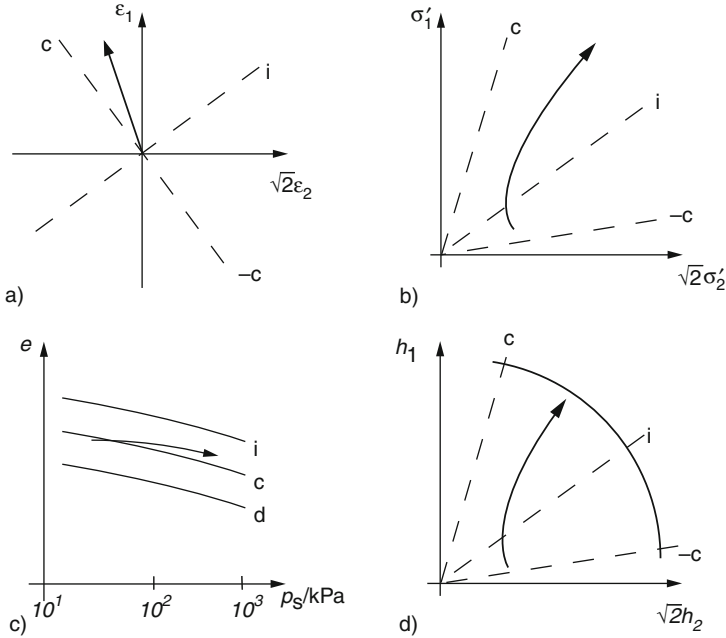 ε₁
c
i
√2ε₂
−c
a)
σ′₁
c
i
−c
√2σ′₂
b)
e
i
c
d
10¹
10²
10³
pₛ/kPa
c)
h₁
c
i
−c
√2h₂
d)